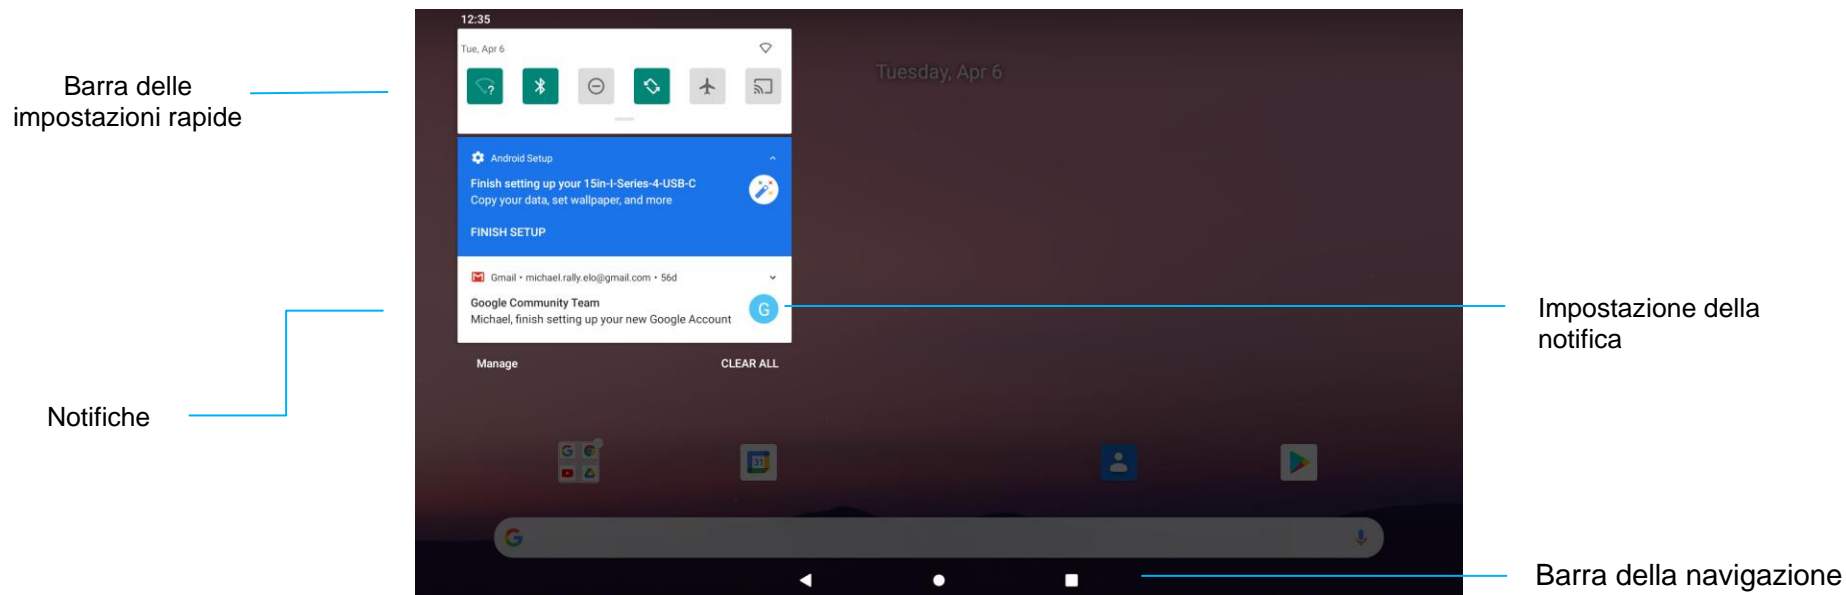 12:35
Tue, Apr 6
Tuesday, Apr 6
Barra delle
impostazioni rapide
?
Android Setup
Finish setting up your 15in-I-Series-4-USB-C
Copy your data, set wallpaper, and more
FINISH SETUP
Gmail • michael.rally.elo@gmail.com • 56d
Google Community Team
Michael, finish setting up your new Google Account
G
Impostazione della
notifica
Manage
CLEAR ALL
Notifiche
G
31
G
Barra della navigazione